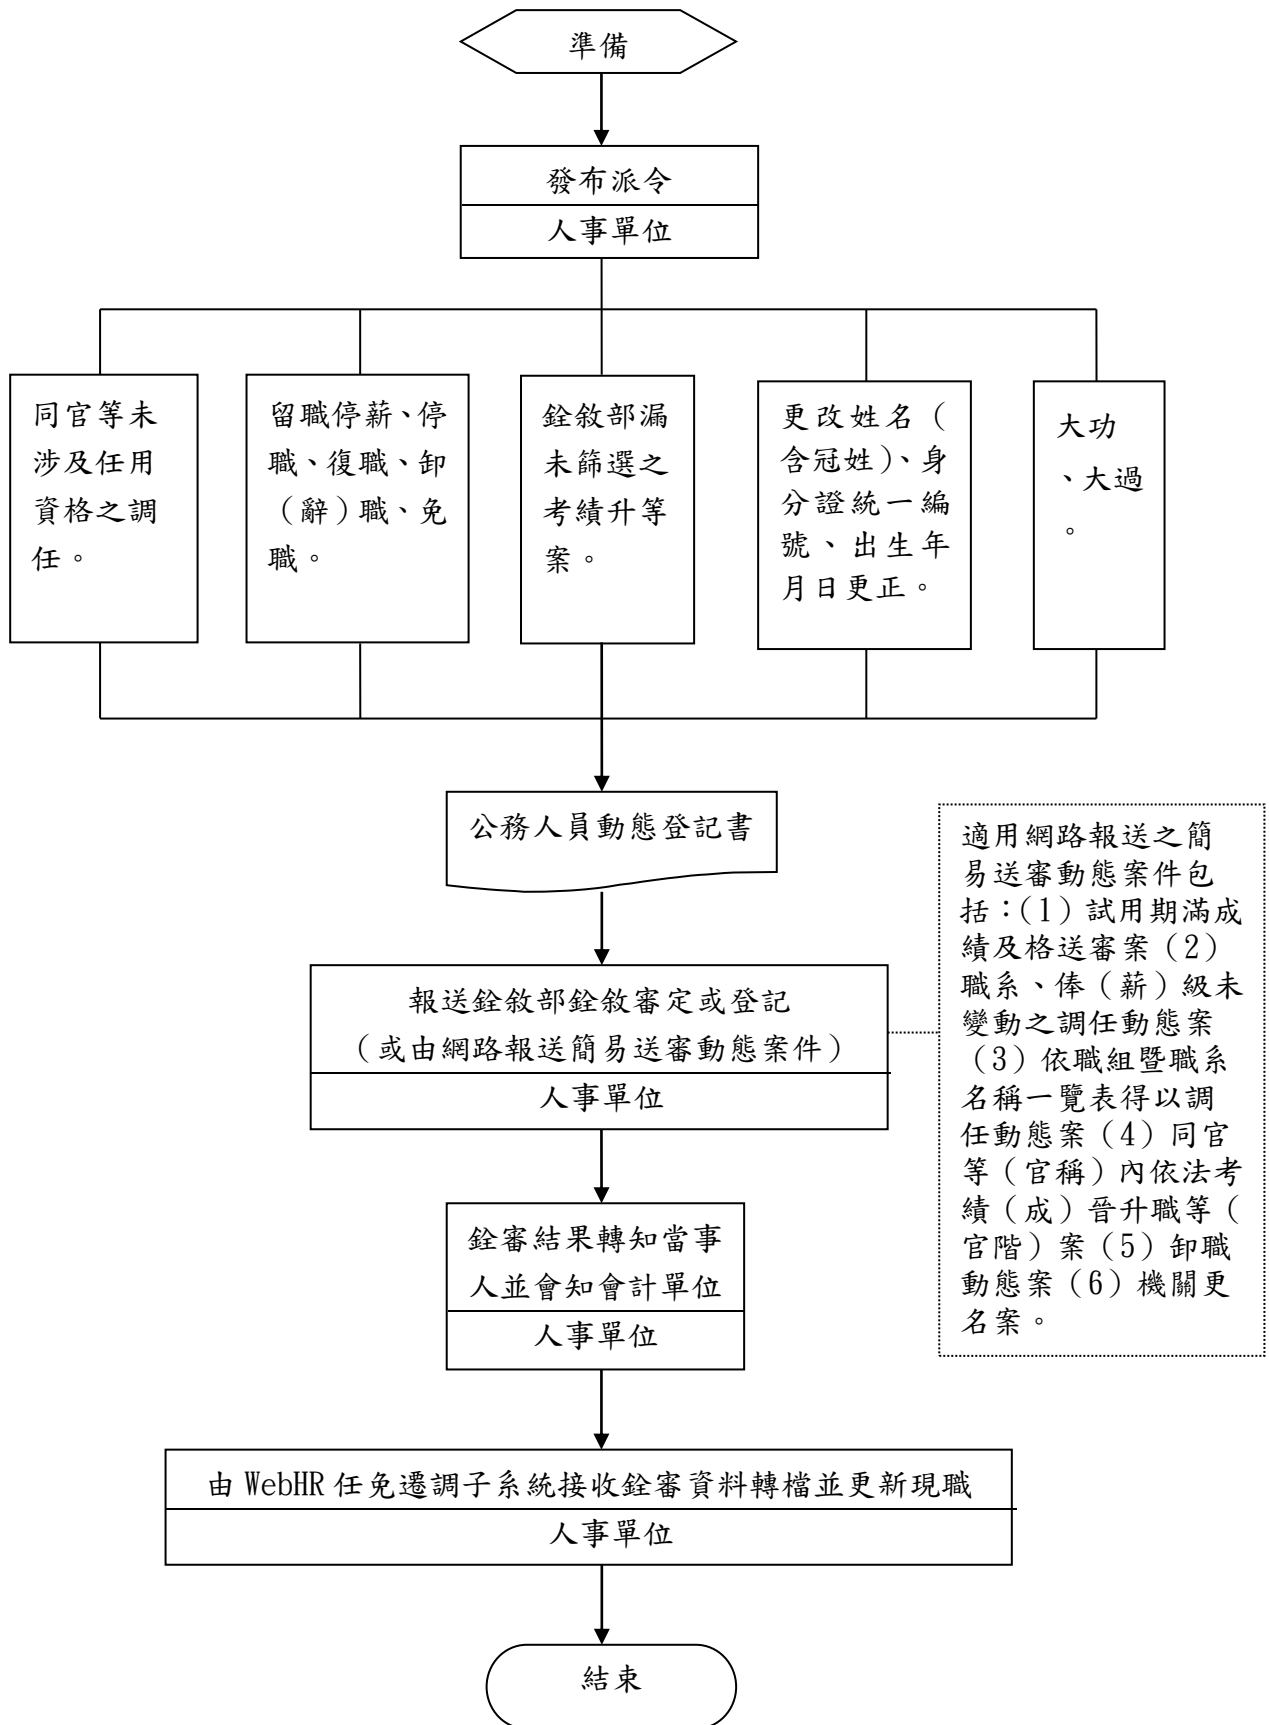 準備
發布派令
人事單位
同官等未
涉及任用
資格之調
任。
留職停薪、停
職、復職、卸
（辭）職、免
職。
銓敘部漏
未篩選之
考績升等
案。
更改姓名（
含冠姓）、身
分證統一編
號、出生年
月日更正。
大功
、大過
。
公務人員動態登記書
適用網路報送之簡
易送審動態案件包
括：(1)試用期滿成
績及格送審案（2）
職系、俸（薪）級未
變動之調任動態案
（3）依職組暨職系
名稱一覽表得以調
任動態案（4）同官
等（官稱）內依法考
績（成）晉升職等（
官階）案（5）卸職
動態案（6）機關更
名案。
報送銓敘部銓敘審定或登記
（或由網路報送簡易送審動態案件）
人事單位
銓審結果轉知當事
人並會知會計單位
人事單位
由 WebHR 任免遷調子系統接收銓審資料轉檔並更新現職
人事單位
結束